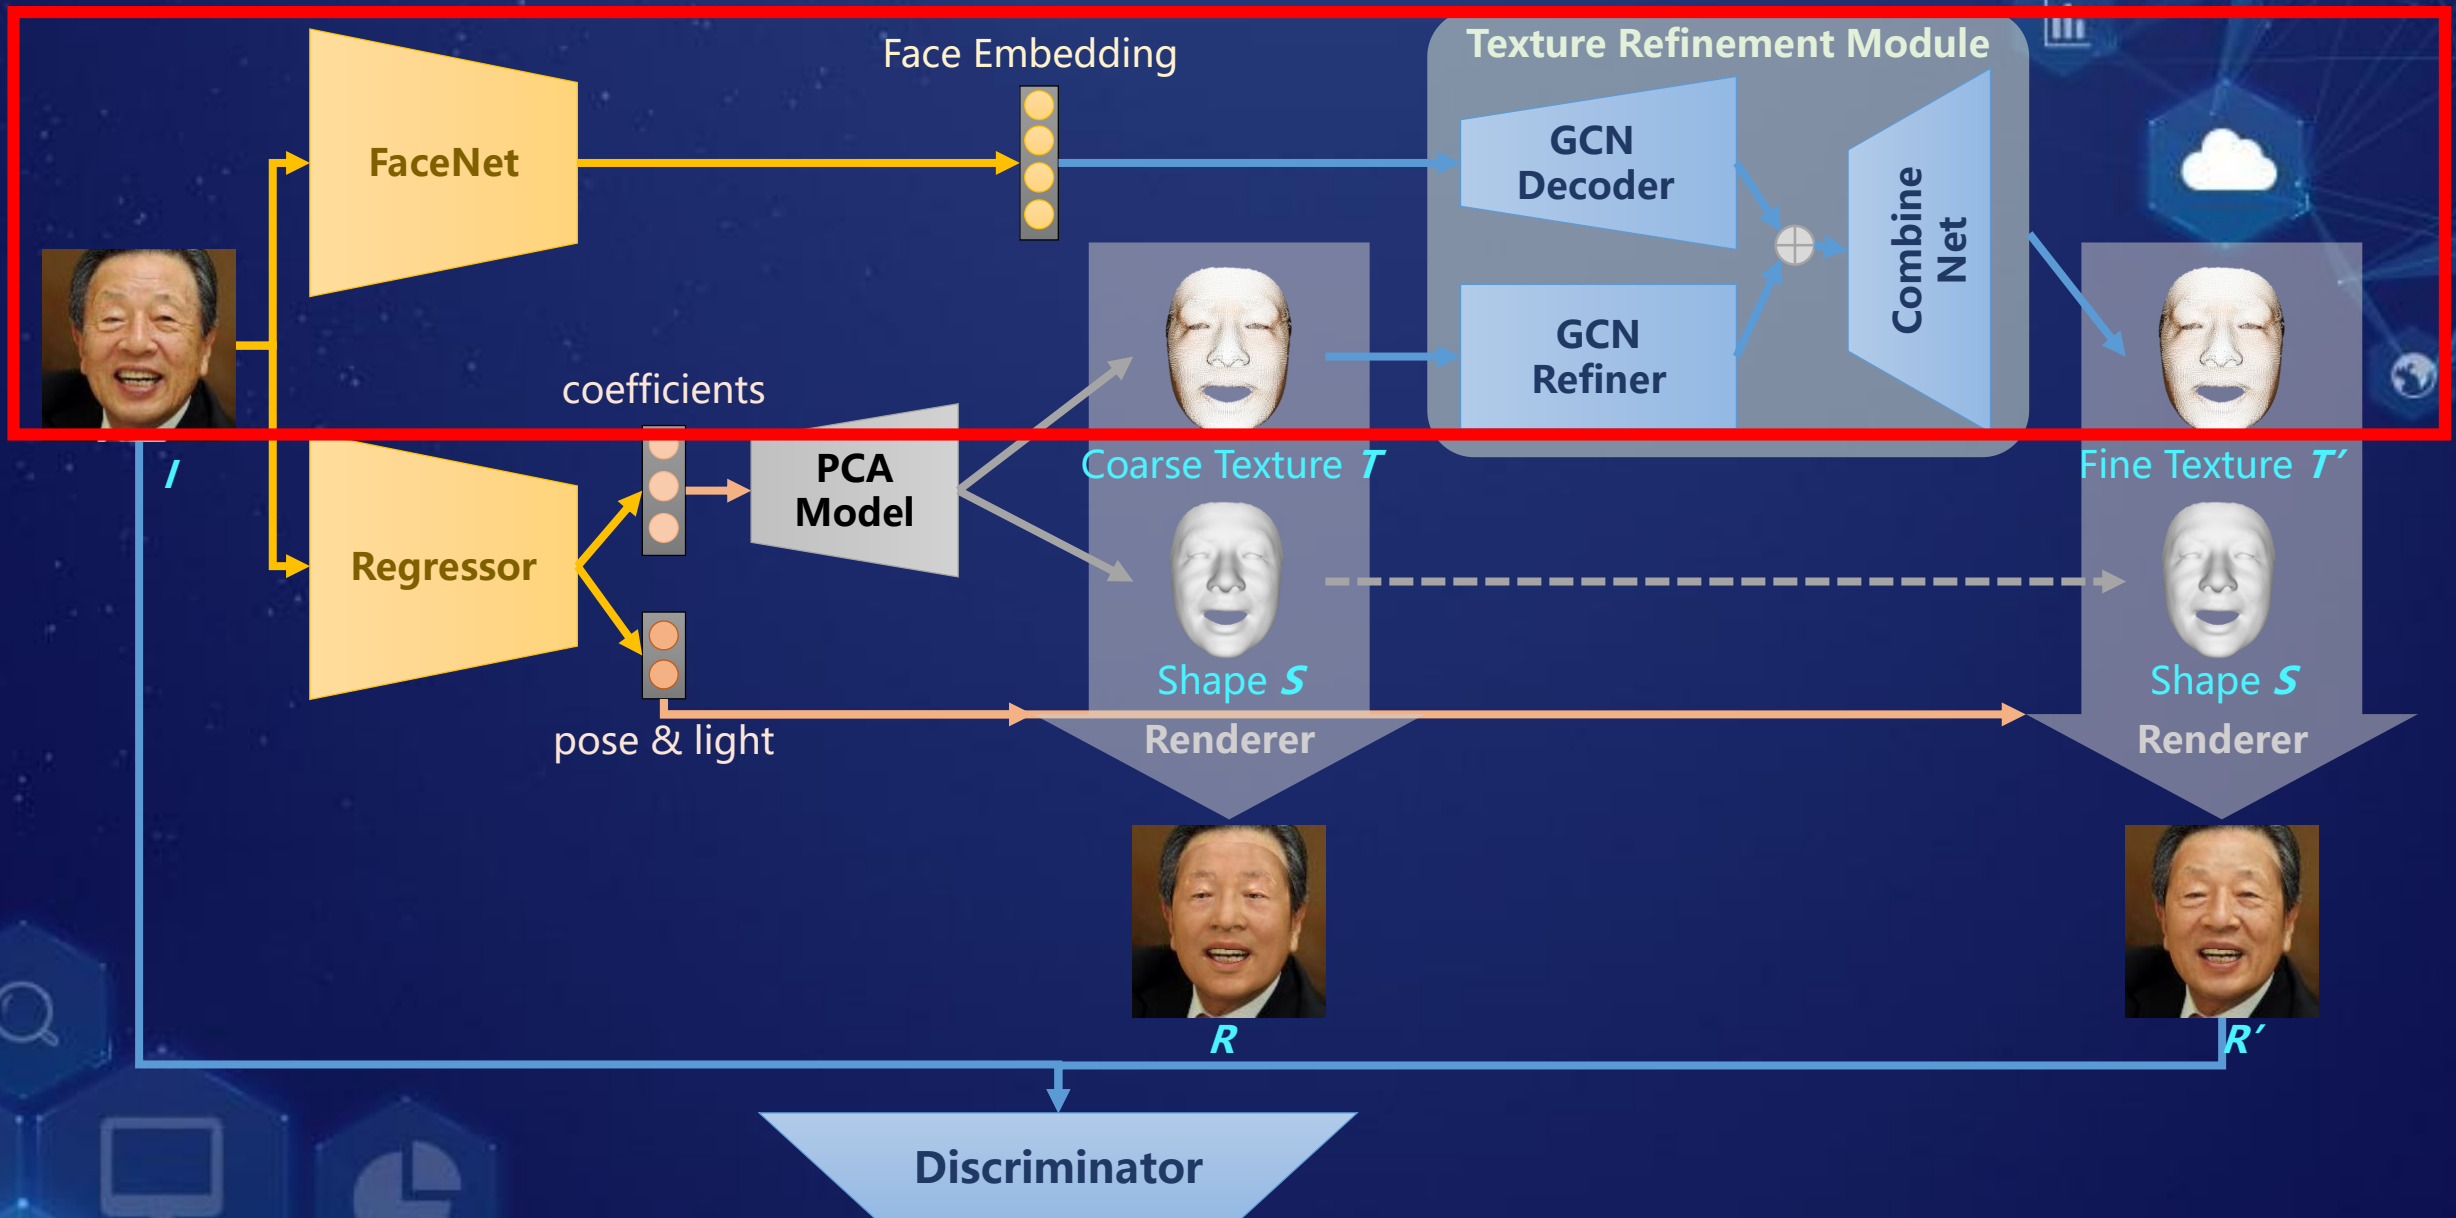 Texture Refinement Module
Face Embedding
FaceNet
GCN
Decoder
Combine
Net
GCN
Refiner
coefficients
I
PCA
Model
Coarse Texture T
Fine Texture T′
Regressor
Shape S
Shape S
pose & light
Renderer
Renderer
R
R′
Discriminator